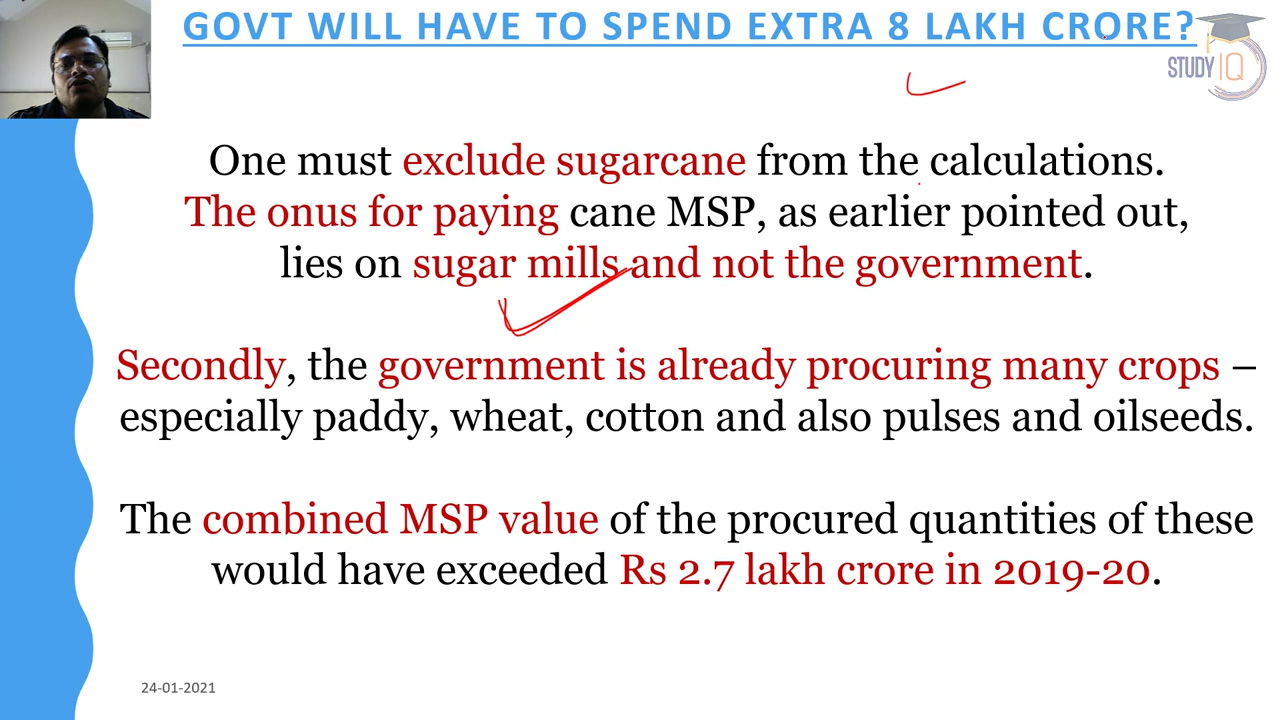 GOVT WILL HAVE TO SPEND EXTRA 8 LAKH CRORE?
STUDY IQ
One must exclude sugarcane from the calculations.
The onus for paying cane MSP, as earlier pointed out,
lies on sugar mills and not the government.
Secondly, the government is already procuring many crops –
especially paddy, wheat, cotton and also pulses and oilseeds.
The combined MSP value of the procured quantities of these
would have exceeded Rs 2.7 lakh crore in 2019-20.
24-01-2021